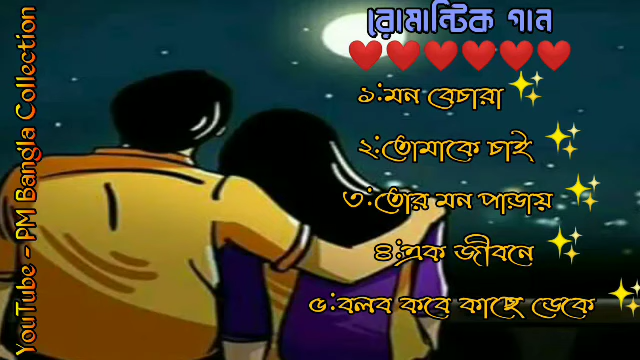 রোমান্টিক গান
১:মন বেচারা
২:তোমাকে চাই
৩:তোর মন পাড়ায়
৪:এক জীবনে
৫:বলব কবে কাছে ডেকে
YouTube - PM Bangla Collection